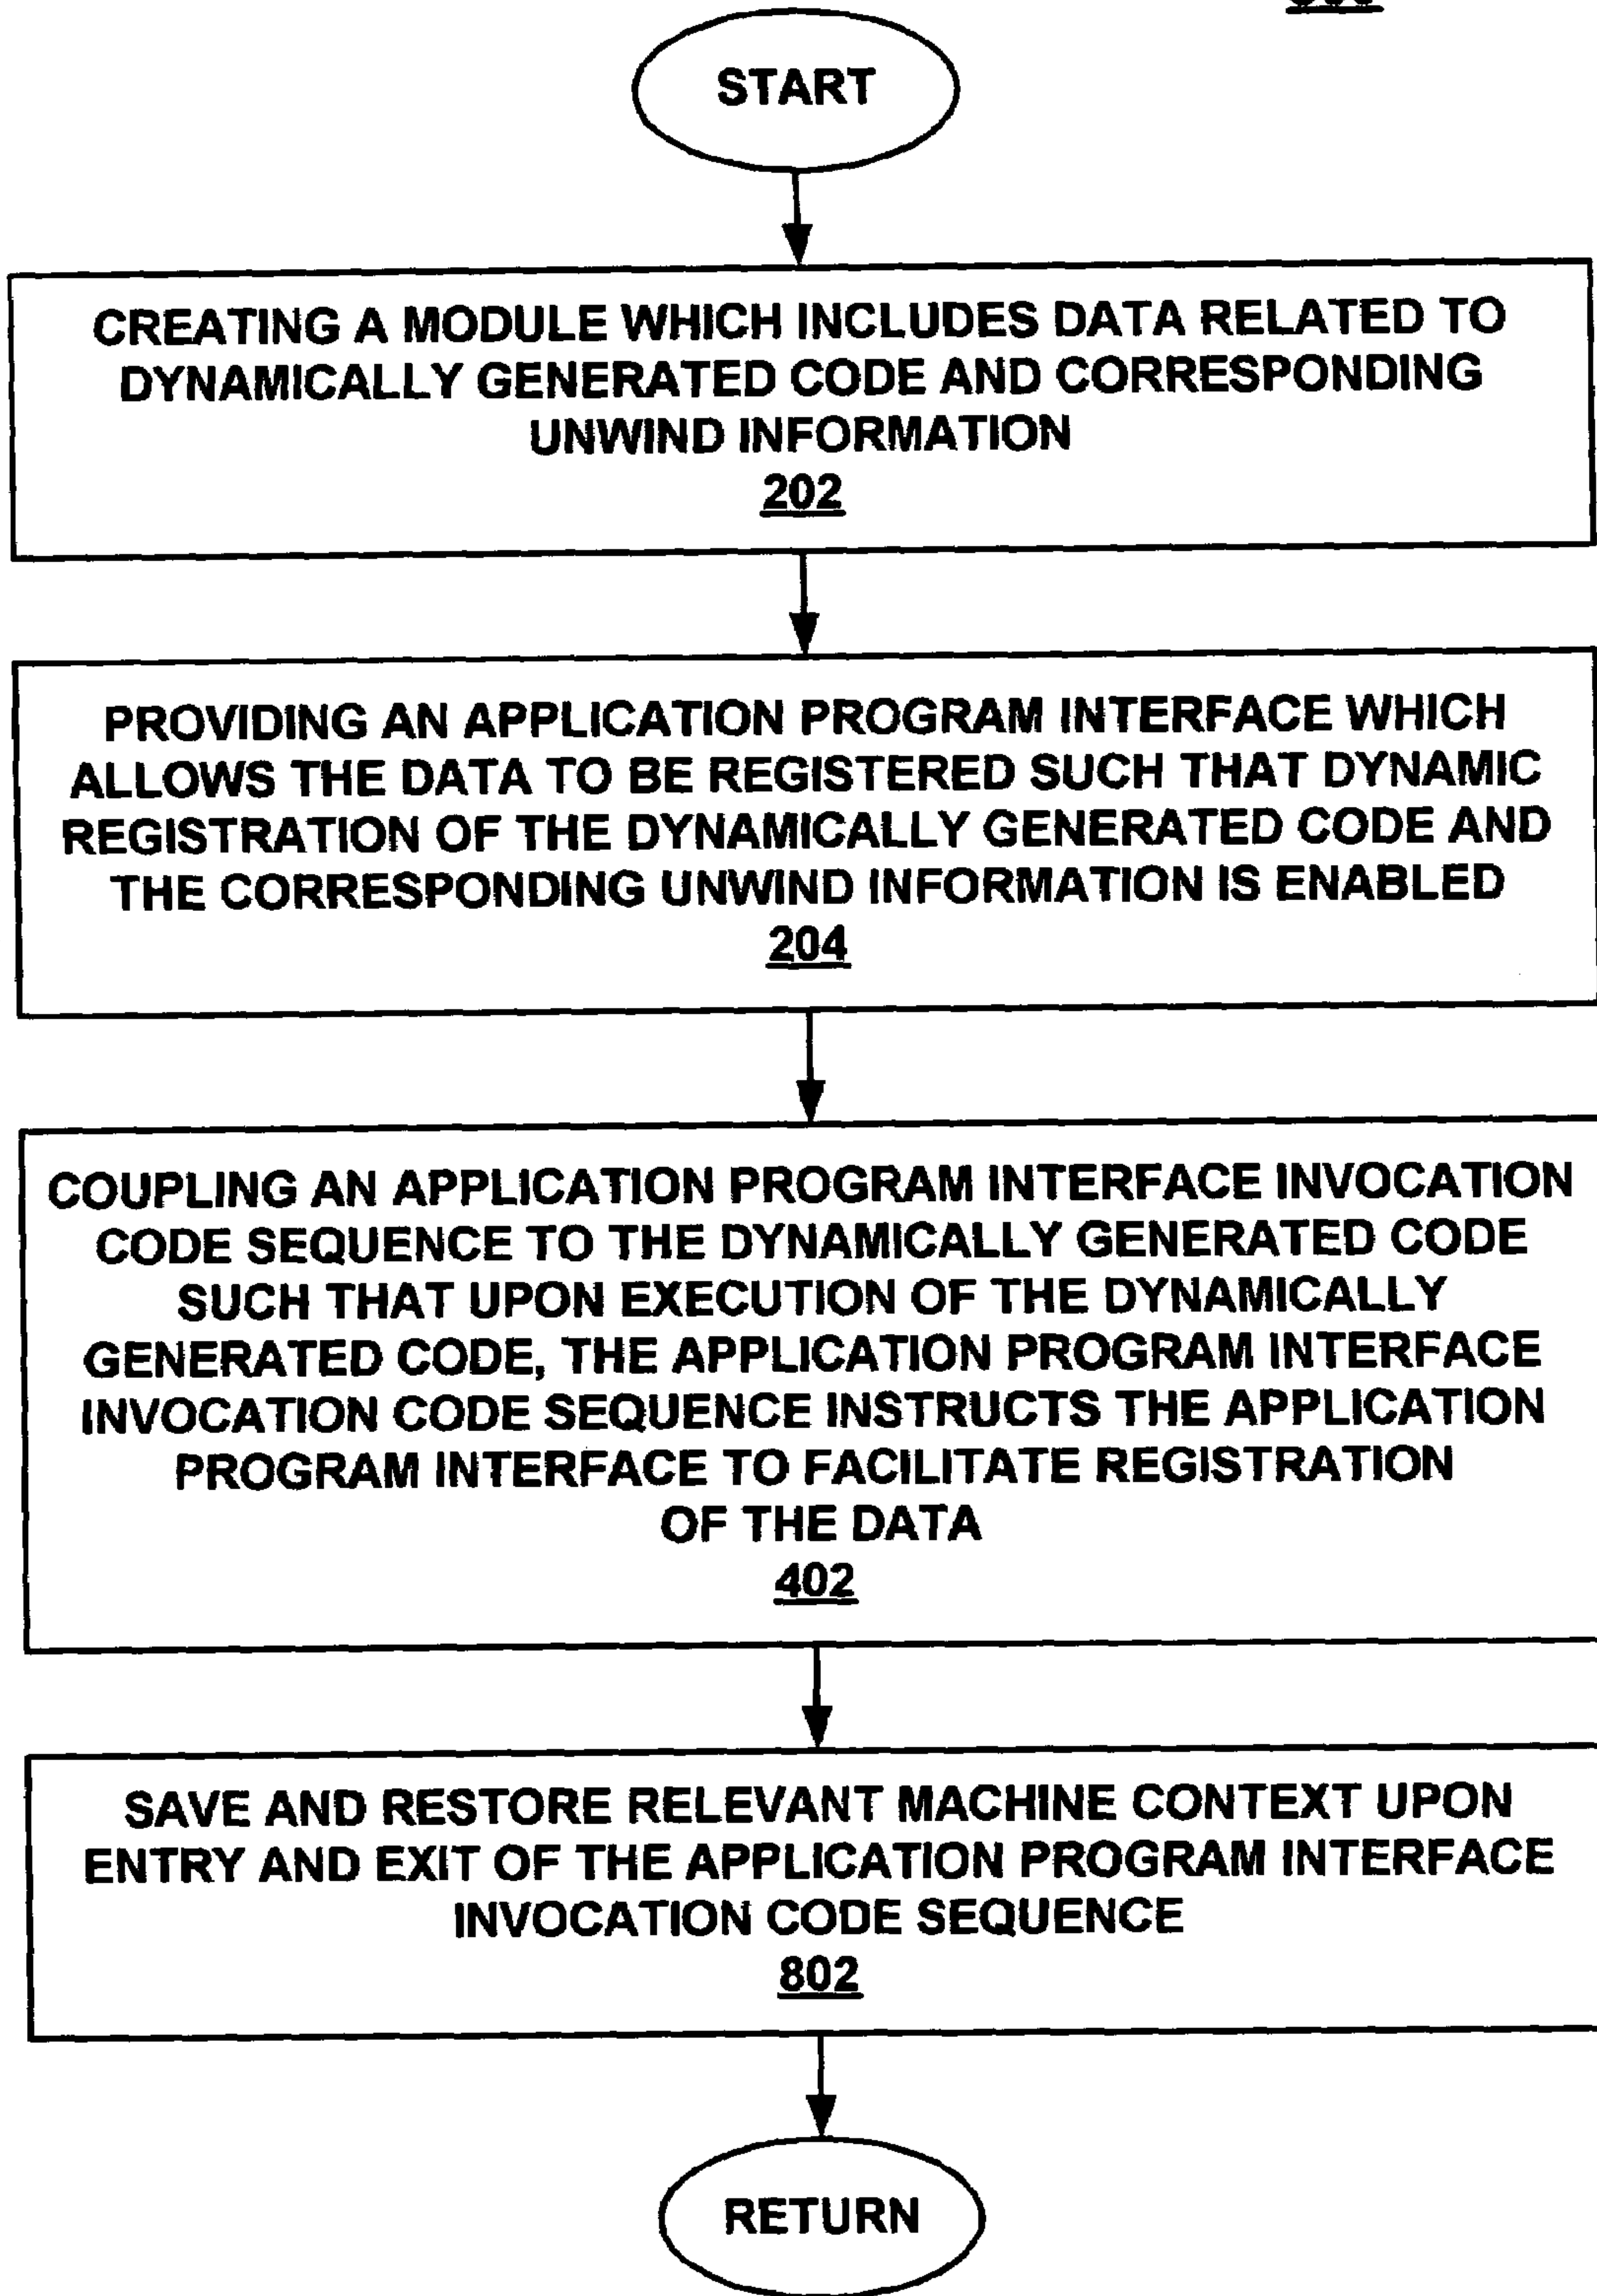 START
CREATING A MODULE WHICH INCLUDES DATA RELATED TO
DYNAMICALLY GENERATED CODE AND CORRESPONDING
UNWIND INFORMATION
202
PROVIDING AN APPLICATION PROGRAM INTERFACE WHICH
ALLOWS THE DATA TO BE REGISTERED SUCH THAT DYNAMIC
REGISTRATION OF THE DYNAMICALLY GENERATED CODE AND
THE CORRESPONDING UNWIND INFORMATION IS ENABLED
204
COUPLING AN APPLICATION PROGRAM INTERFACE INVOCATION
CODE SEQUENCE TO THE DYNAMICALLY GENERATED CODE
SUCH THAT UPON EXECUTION OF THE DYNAMICALLY
GENERATED CODE, THE APPLICATION PROGRAM INTERFACE
INVOCATION CODE SEQUENCE INSTRUCTS THE APPLICATION
PROGRAM INTERFACE TO FACILITATE REGISTRATION
OF THE DATA
402
SAVE AND RESTORE RELEVANT MACHINE CONTEXT UPON
ENTRY AND EXIT OF THE APPLICATION PROGRAM INTERFACE
INVOCATION CODE SEQUENCE
802
RETURN